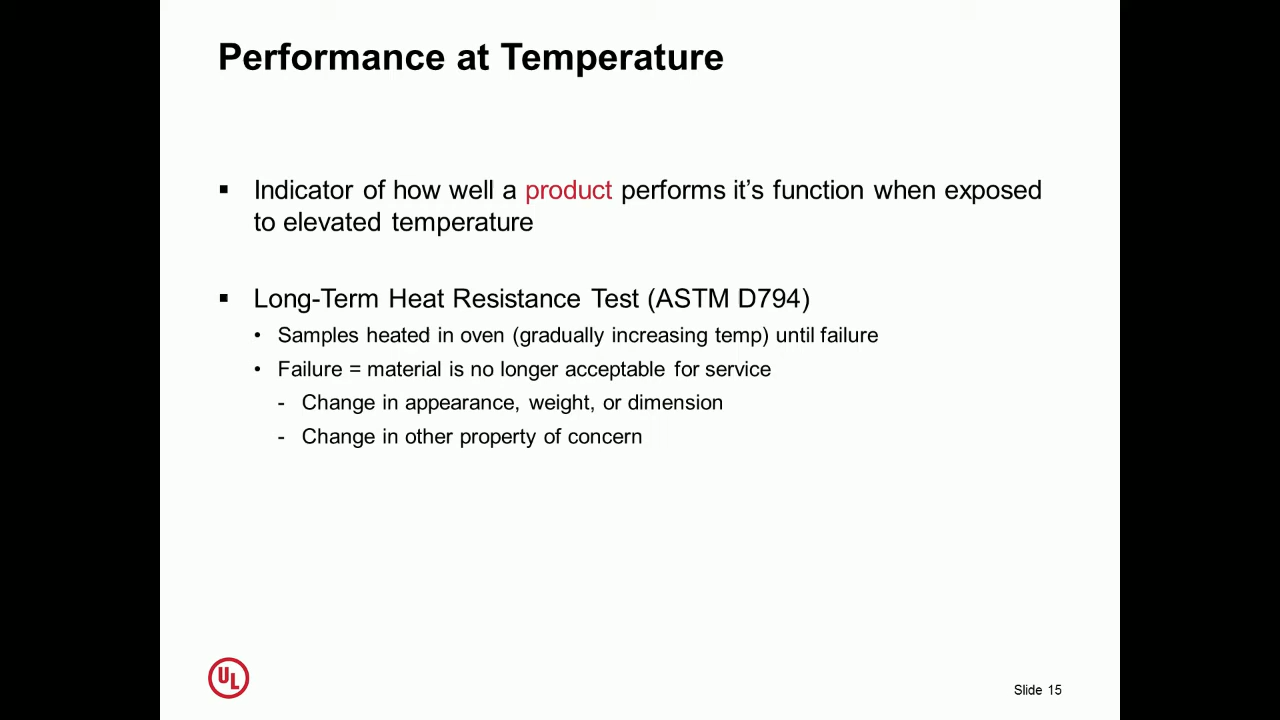 Performance at Temperature
▪ Indicator of how well a product performs it’s function when exposed
to elevated temperature
▪ Long-Term Heat Resistance Test (ASTM D794)
• Samples heated in oven (gradually increasing temp) until failure
• Failure = material is no longer acceptable for service
- Change in appearance, weight, or dimension
- Change in other property of concern
UL
Slide 15